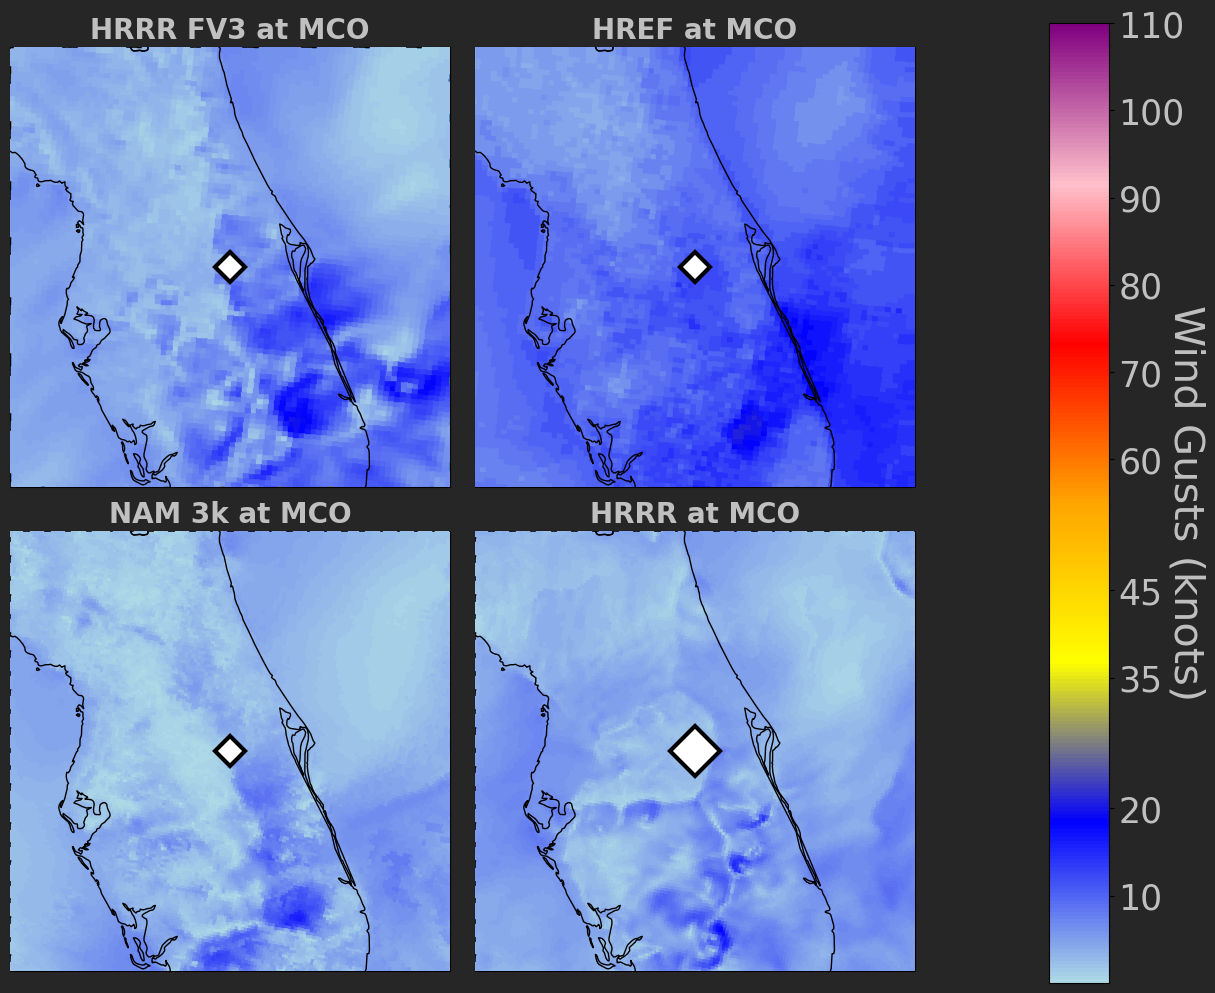 HRRR FV3 at MCO
HREF at MCO
NAM 3k at MCO
HRRR at MCO
110
100
90
80
70
60
45
35
20
10
Wind Gusts (knots)